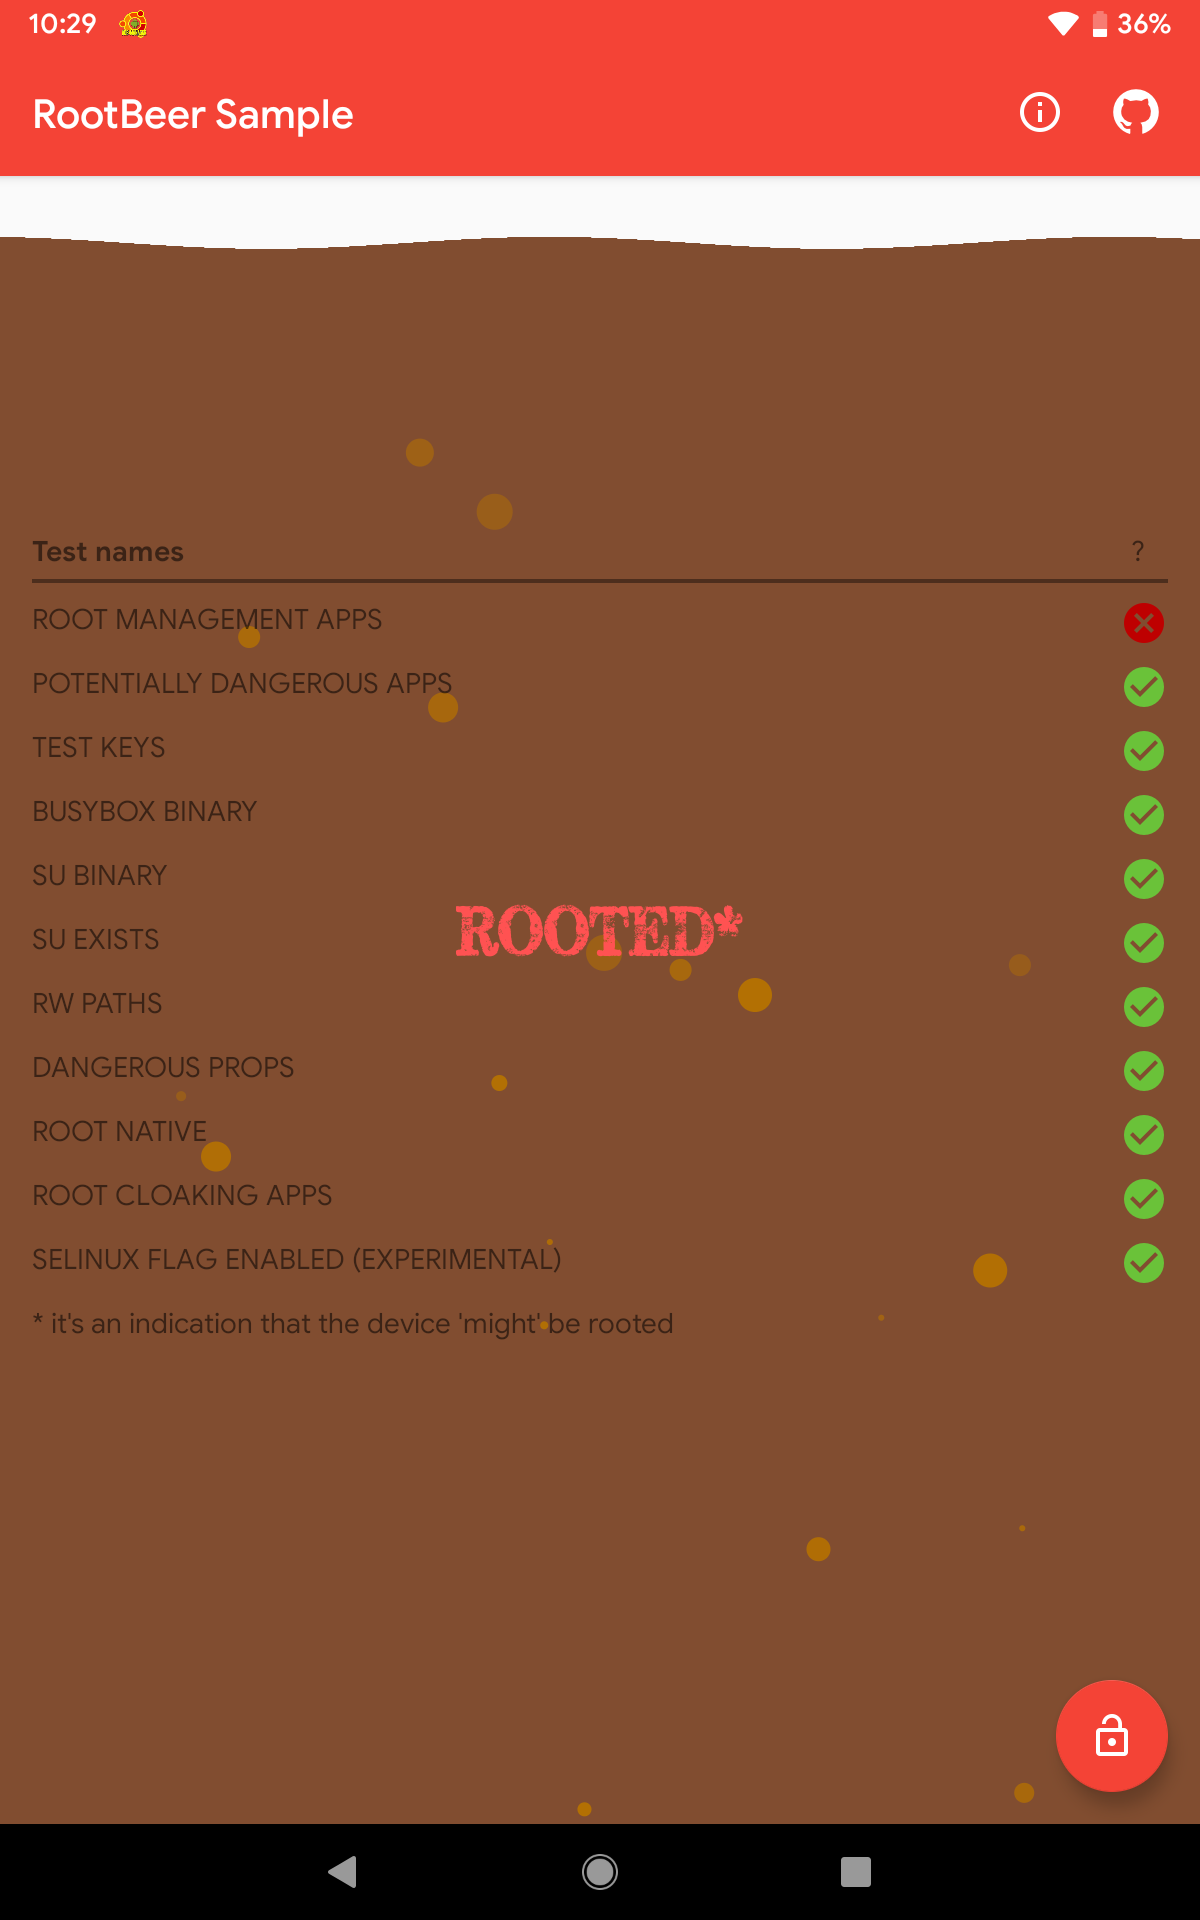 10:29
36%
RootBeer Sample
Test names ?
ROOT MANAGEMENT APPS
POTENTIALLY DANGEROUS APPS
TEST KEYS
BUSYBOX BINARY
SU BINARY
ROOTED*
SU EXISTS
RW PATHS
DANGEROUS PROPS
ROOT NATIVE
ROOT CLOAKING APPS
SELINUX FLAG ENABLED (EXPERIMENTAL)
* it's an indication that the device 'might' be rooted